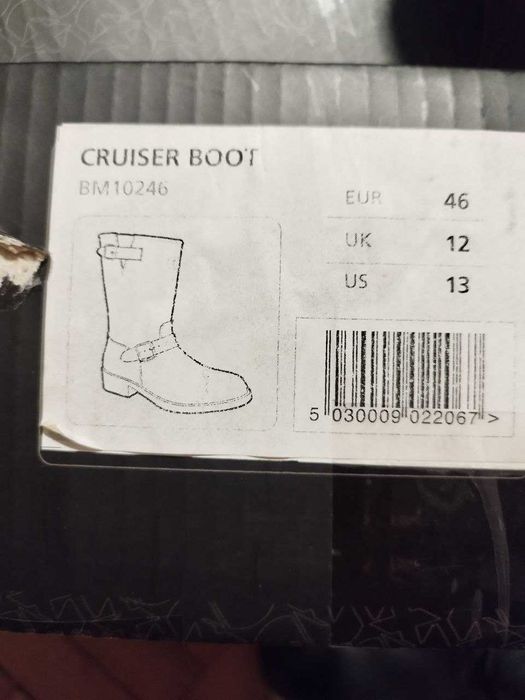 CRUISER BOOT
BM10246
EUR 46
UK 12
US 13
5 030009 022067 >